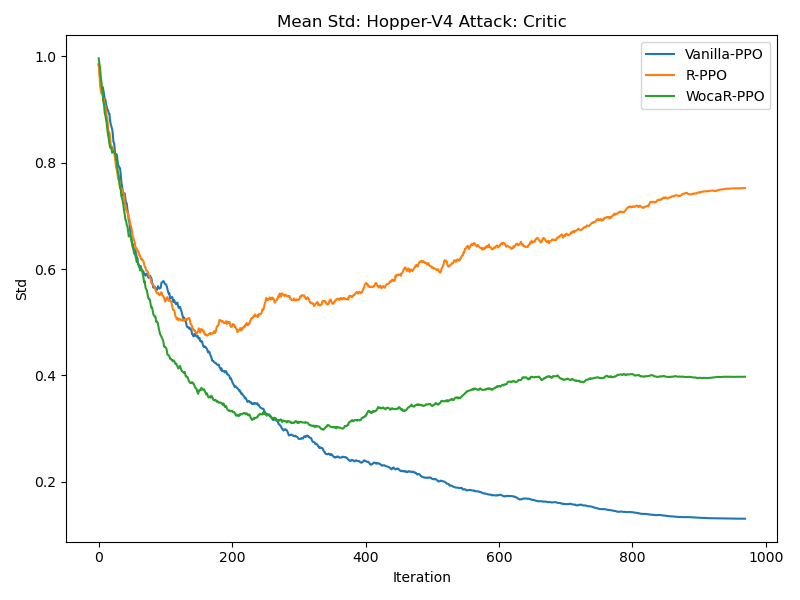 Mean Std: Hopper-V4 Attack: Critic
Vanilla-PPO
R-PPO
WocaR-PPO
1.0
0.8
0.6
0.4
0.2
Std
0 200 400 600 800 1000
Iteration